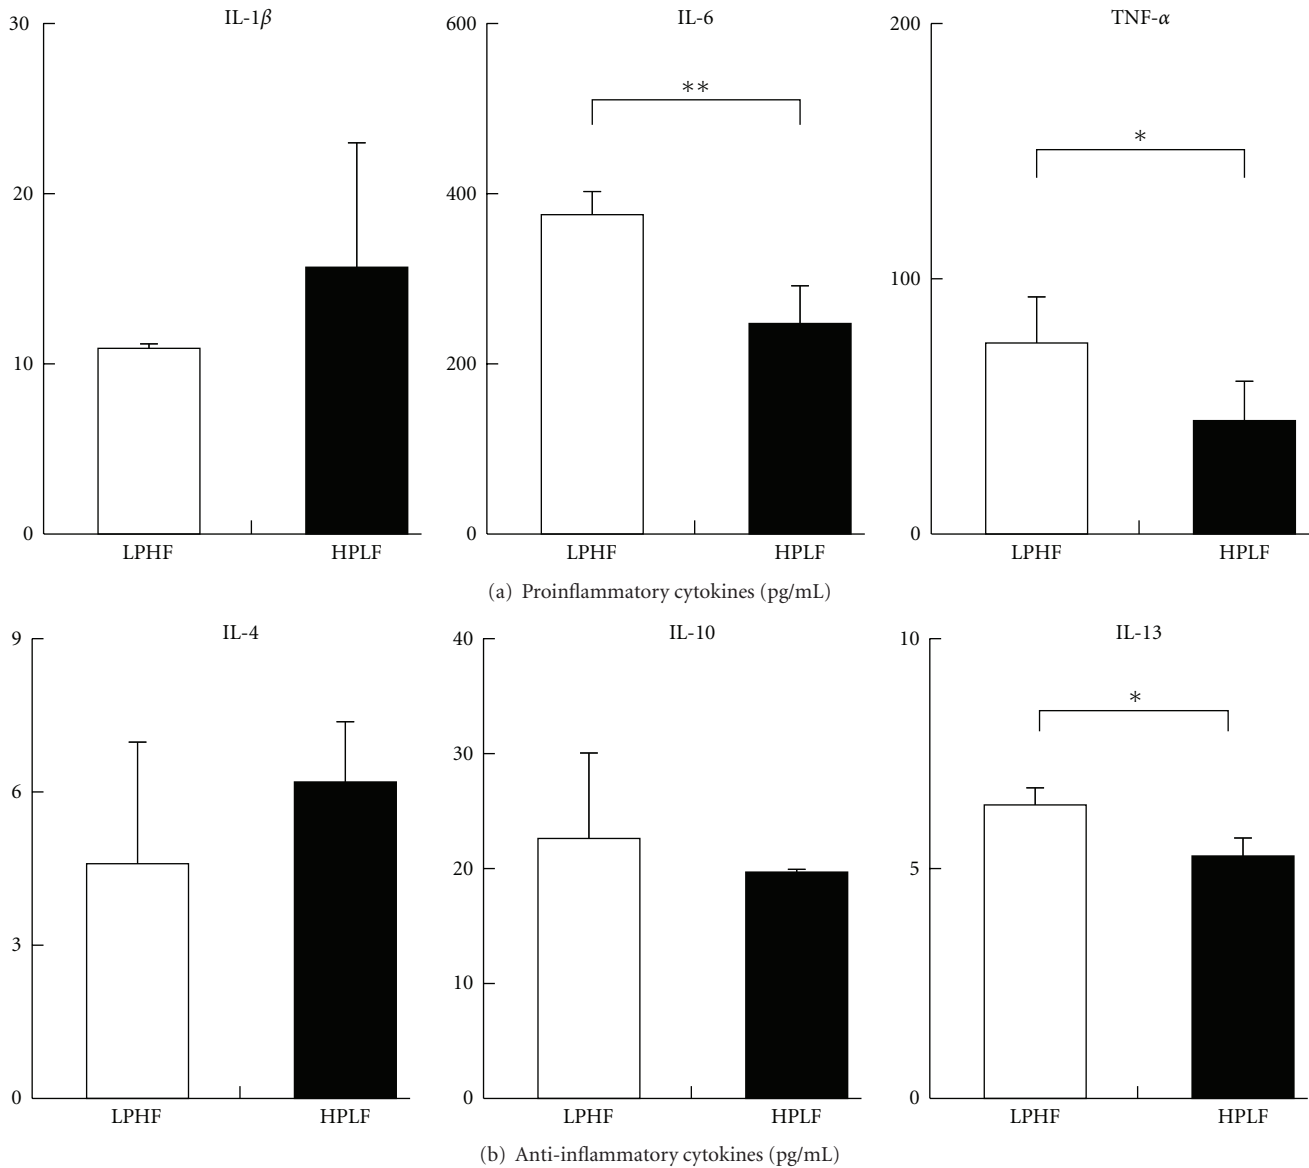 IL-1β
30
20
10
0
LPHF HPLF
IL-6
600
400
200
0
**
LPHF HPLF
TNF-α
200
100
0
*
LPHF HPLF
(a) Proinflammatory cytokines (pg/mL)
IL-4
9
6
3
0
LPHF HPLF
IL-10
40
30
20
10
0
LPHF HPLF
IL-13
10
5
0
*
LPHF HPLF
(b) Anti-inflammatory cytokines (pg/mL)